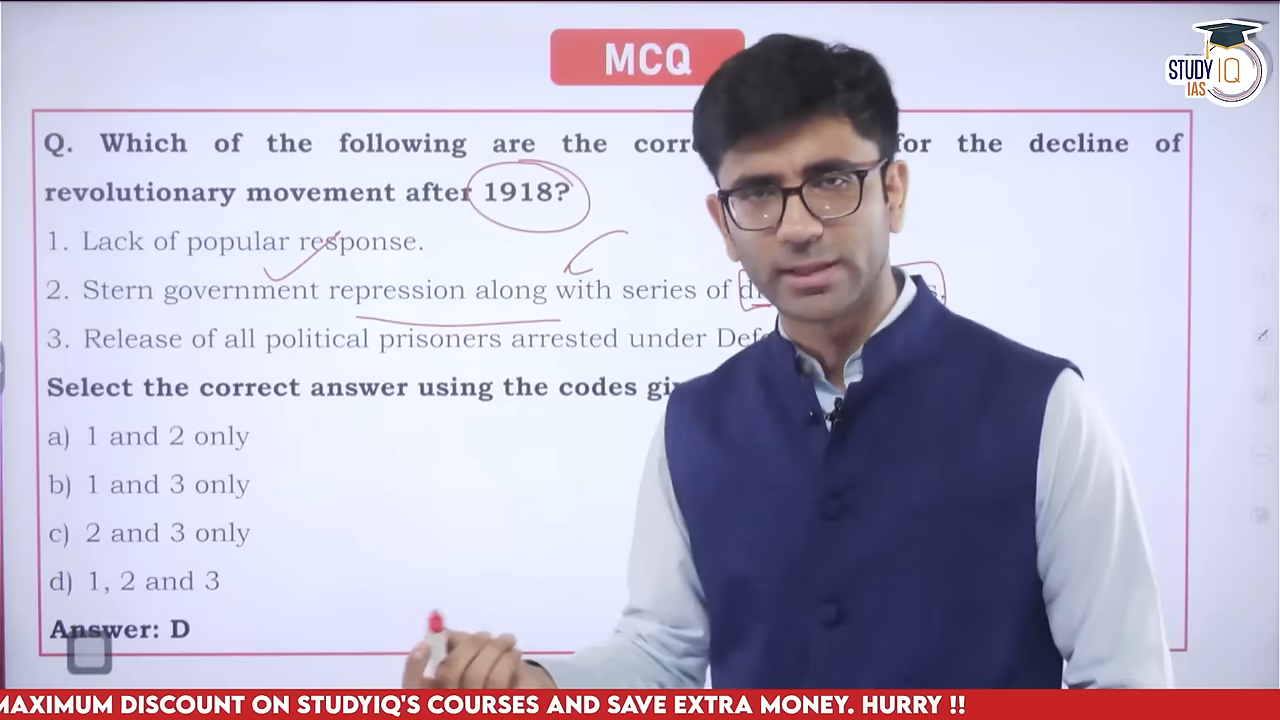 MCQ
STUDY IQ
IAS
Q. Which of the following are the for the decline of
revolutionary movement after 1918?
1. Lack of popular response.
2. Stern government repression along with series of
3. Release of all political prisoners arrested under
Select the correct answer using the codes
a) 1 and 2 only
b) 1 and 3 only
c) 2 and 3 only
d) 1, 2 and 3
Answer: D
MAXIMUM DISCOUNT ON STUDYIQ'S COURSES AND SAVE EXTRA MONEY. HURRY !!